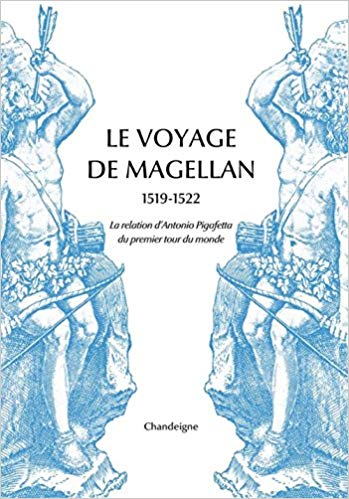 LE VOYAGE
DE MAGELLAN
1519-1522
La relation d'Antonio Pigafetta
du premier tour du monde
Chandeigne